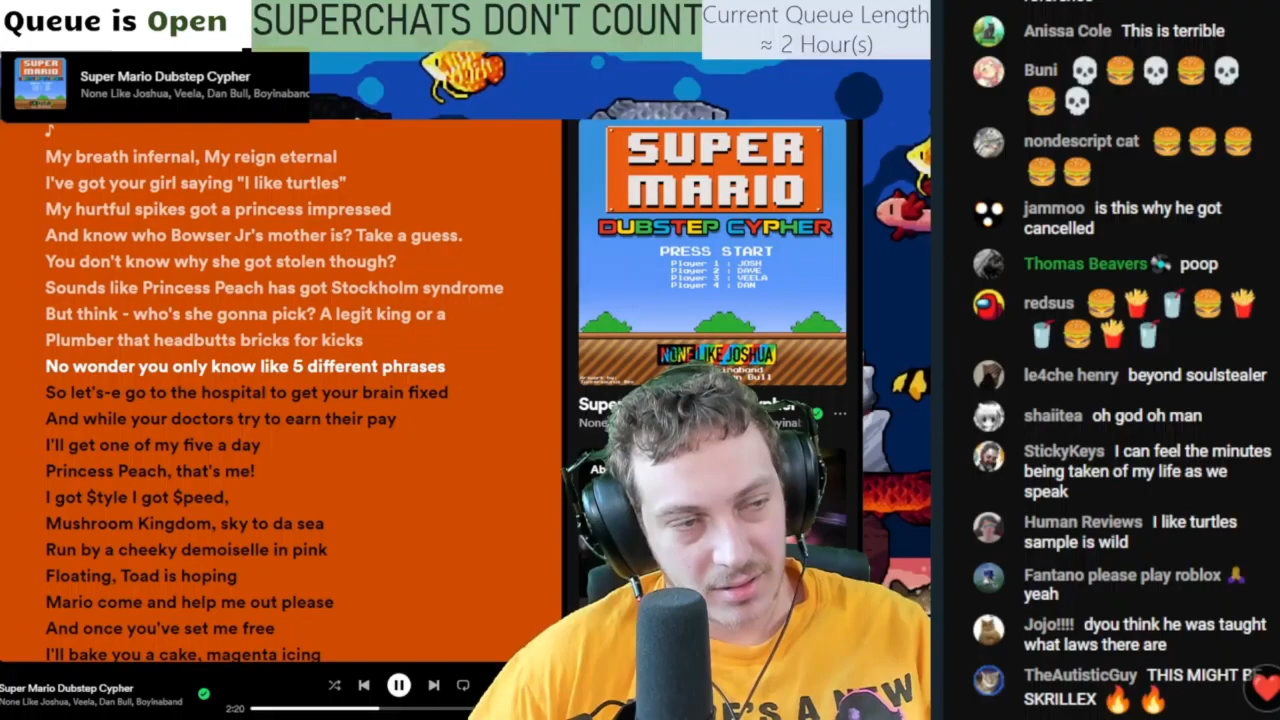 Queue is Open
SUPERCHATS DON'T COUNT
Current Queue Length
≈ 2 Hour(s)
Super Mario Dubstep Cypher
None Like Joshua, Veela, Dan Bull, Boyinaband
♪
My breath infernal, My reign eternal
I've got your girl saying "I like turtles"
My hurtful spikes got a princess impressed
And know who Bowser Jr's mother is? Take a guess.
You don't know why she got stolen though?
Sounds like Princess Peach has got Stockholm syndrome
But think - who's she gonna pick? A legit king or a
Plumber that headbutts bricks for kicks
No wonder you only know like 5 different phrases
So let's-e go to the hospital to get your brain fixed
And while your doctors try to earn their pay
I'll get one of my five a day
Princess Peach, that's me!
I got $tyle I got $peed,
Mushroom Kingdom, sky to da sea
Run by a cheeky demoiselle in pink
Floating, Toad is hoping
Mario come and help me out please
And once you've set me free
I'll bake you a cake, magenta icing
SUPER
MARIO
DUBSTEP CYPHER
PRESS START
Player 1 : JOSH
Player 2 : DAVE
Player 3 : VEELA
Player 4 : DAN
NONE LIKE JOSHUA
Supe
pher
None
yinal
Ab
'S A NEW
Super Mario Dubstep Cypher
None Like Joshua, Veela, Dan Bull, Boyinaband
2:20
Anissa Cole This is terrible
Buni 💀🍔💀🍔💀
🍔💀
nondescript cat 🍔🍔🍔
🍔🍔
jammoo is this why he got
cancelled
Thomas Beavers poop
redsus 🍔🍟🥤🍔🍟
🥤🍔🍟🥤
le4che henry beyond soulstealer
shaiitea oh god oh man
StickyKeys I can feel the minutes
being taken of my life as we
speak
Human Reviews I like turtles
sample is wild
Fantano please play roblox 🙏
yeah
Jojo!!!! dyou think he was taught
what laws there are
TheAutisticGuy THIS MIGHT BE
SKRILLEX 🔥🔥